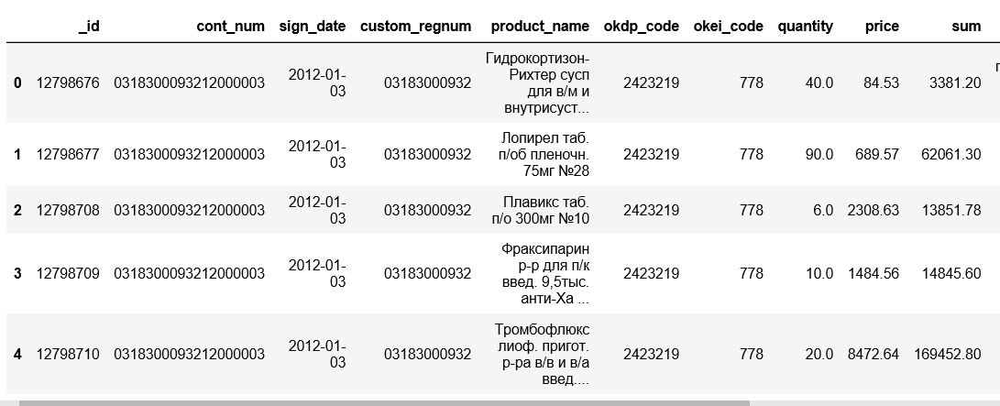 _id cont_num sign_date custom_regnum product_name okdp_code okei_code quantity price sum
0 12798676 0318300093212000003 2012-01-03 03183000932 Гидрокортизон-Рихтер сусп для в/м и внутрисуст... 2423219 778 40.0 84.53 3381.20
1 12798677 0318300093212000003 2012-01-03 03183000932 Лопирел таб. п/об пленочн. 75мг №28 2423219 778 90.0 689.57 62061.30
2 12798708 0318300093212000003 2012-01-03 03183000932 Плавикс таб. п/о 300мг №10 2423219 778 6.0 2308.63 13851.78
3 12798709 0318300093212000003 2012-01-03 03183000932 Фраксипарин р-р для п/к введ. 9,5тыс. анти-Ха ... 2423219 778 10.0 1484.56 14845.60
4 12798710 0318300093212000003 2012-01-03 03183000932 Тромбофлюкс лиоф. пригот. р-ра в/в и в/а введ.... 2423219 778 20.0 8472.64 169452.80